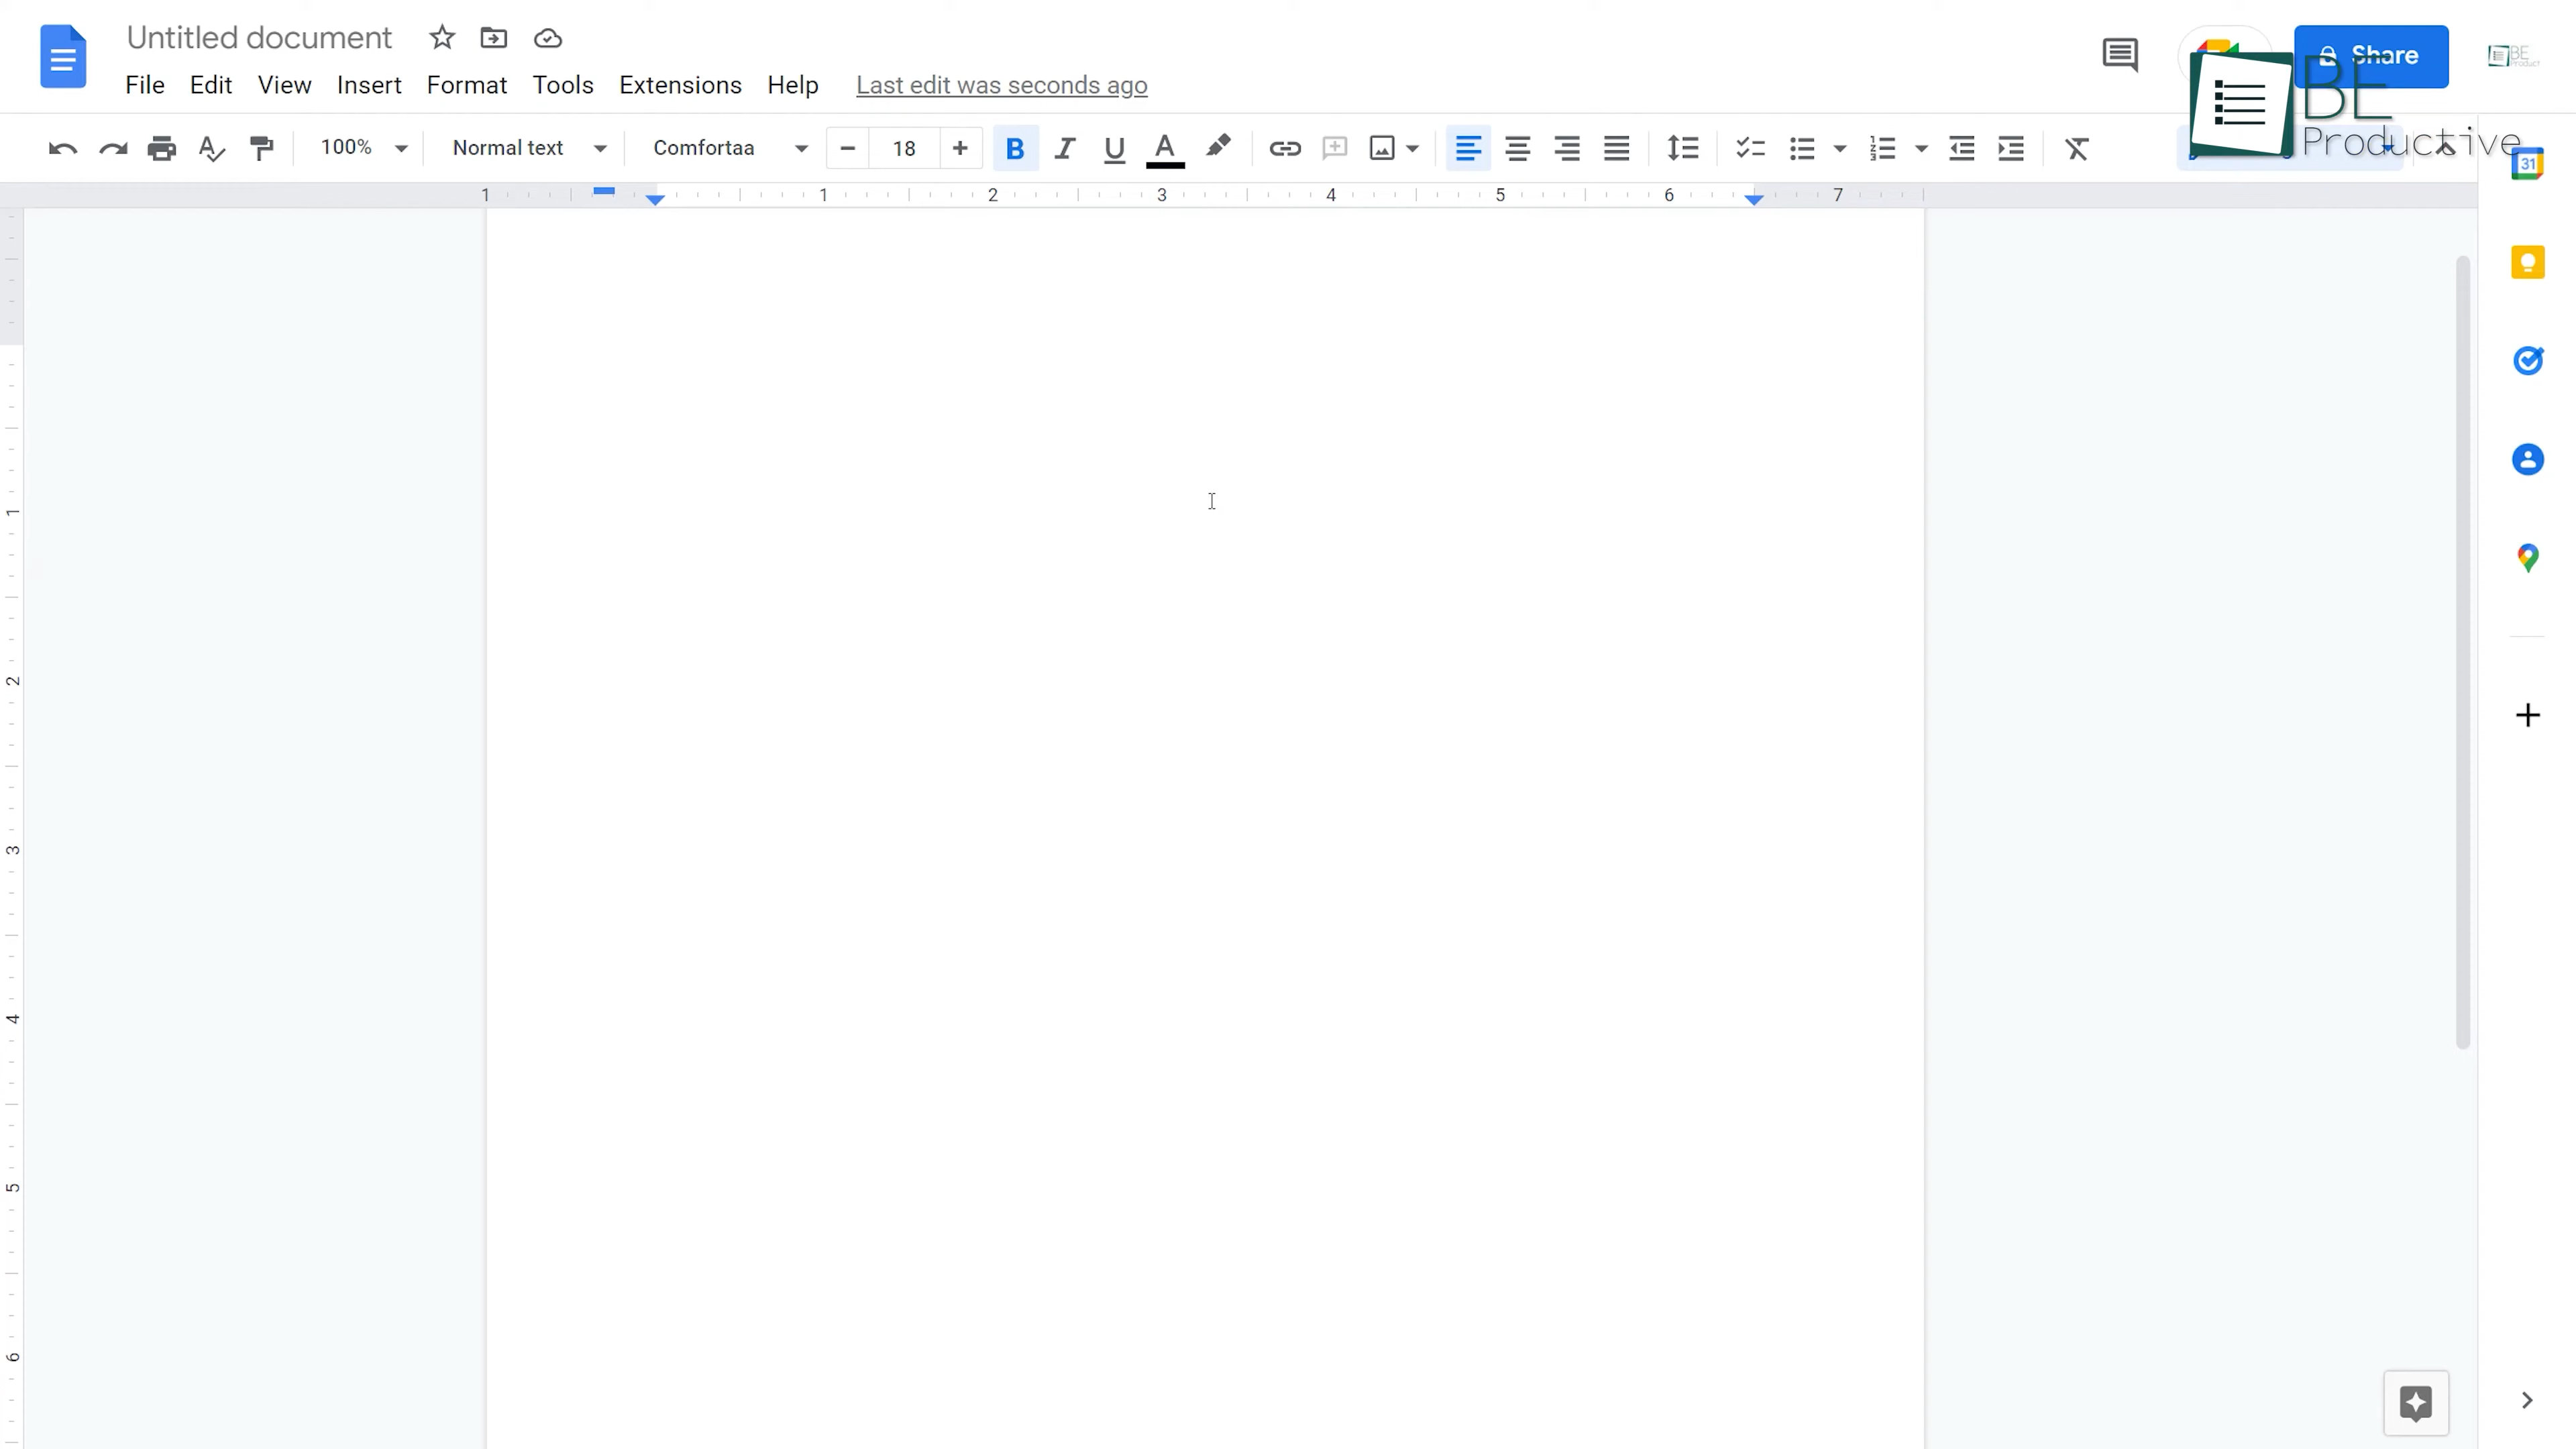 Untitled document
Share
File Edit View Insert Format Tools Extensions Help Last edit was seconds ago
BE
Productive
100% Normal text Comfortaa 18 B I U A
31
1 1 2 3 4 5 6 7
1
2
3
4
5
6